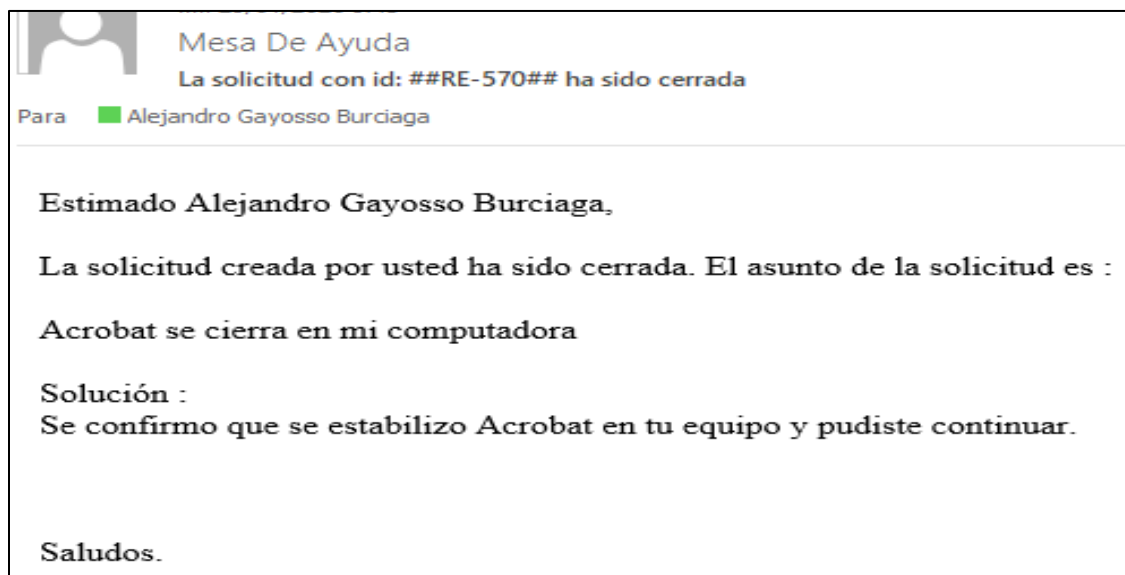 Mesa De Ayuda
La solicitud con id: ##RE-570## ha sido cerrada
Para Alejandro Gayosso Burciaga
Estimado Alejandro Gayosso Burciaga,
La solicitud creada por usted ha sido cerrada. El asunto de la solicitud es :
Acrobat se cierra en mi computadora
Solución :
Se confirmo que se estabilizo Acrobat en tu equipo y pudiste continuar.
Saludos.